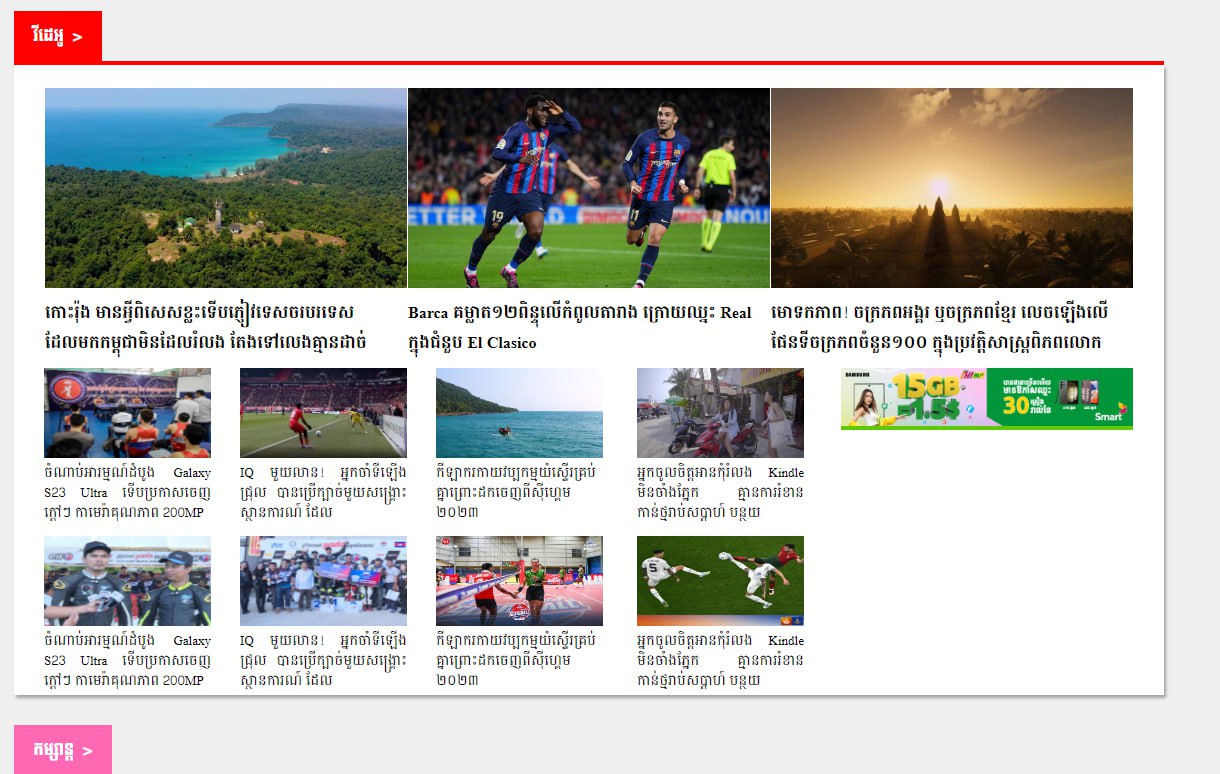 វីដេអូ >
កោះរ៉ុង មានអ្វីពិសេសខ្លះទើបភ្ញៀវទេសចរបរទេស
ដែលមកកម្ពុជាមិនដែលរំលង តែងទៅលេងគ្មានដាច់
Barca គម្លាត១២ពិន្ទុលើកំពូលតារាង ក្រោយឈ្នះ Real
ក្នុងជំនួប El Clasico
មោទកភាព! ចក្រភពអង្គរ ឬចក្រភពខ្មែរ លេចឡើងលើ
ផែនទីចក្រភពចំនួន១០០ ក្នុងប្រវត្តិសាស្ត្រពិភពលោក
ចំណាប់អារម្មណ៍ដំបូង Galaxy
S23 Ultra ទើបប្រកាសចេញ
ក្ដៅៗ កាមេរ៉ាគុណភាព 200MP
IQ មួយលាន! អ្នកចាំទីឡើង
ជ្រុល បានប្រើក្បាច់មួយសង្គ្រោះ
ស្ថានការណ៍ ដែល
កីឡាករកាយវប្បកម្មយំស្ទើរគ្រប់
គ្នាព្រោះដកចេញពីស៊ីហ្គេម
២០២៣
អ្នកចូលចិត្តអានកុំរំលង Kindle
មិនចាំងភ្នែក គ្មានការរំខាន
កាន់ថ្មរាប់សប្ដាហ៍ បន្ថយ
SAMSUNG
15GB
-1.5$
30
Smart
ចំណាប់អារម្មណ៍ដំបូង Galaxy
S23 Ultra ទើបប្រកាសចេញ
ក្ដៅៗ កាមេរ៉ាគុណភាព 200MP
IQ មួយលាន! អ្នកចាំទីឡើង
ជ្រុល បានប្រើក្បាច់មួយសង្គ្រោះ
ស្ថានការណ៍ ដែល
កីឡាករកាយវប្បកម្មយំស្ទើរគ្រប់
គ្នាព្រោះដកចេញពីស៊ីហ្គេម
២០២៣
អ្នកចូលចិត្តអានកុំរំលង Kindle
មិនចាំងភ្នែក គ្មានការរំខាន
កាន់ថ្មរាប់សប្ដាហ៍ បន្ថយ
កម្សាន្ត >